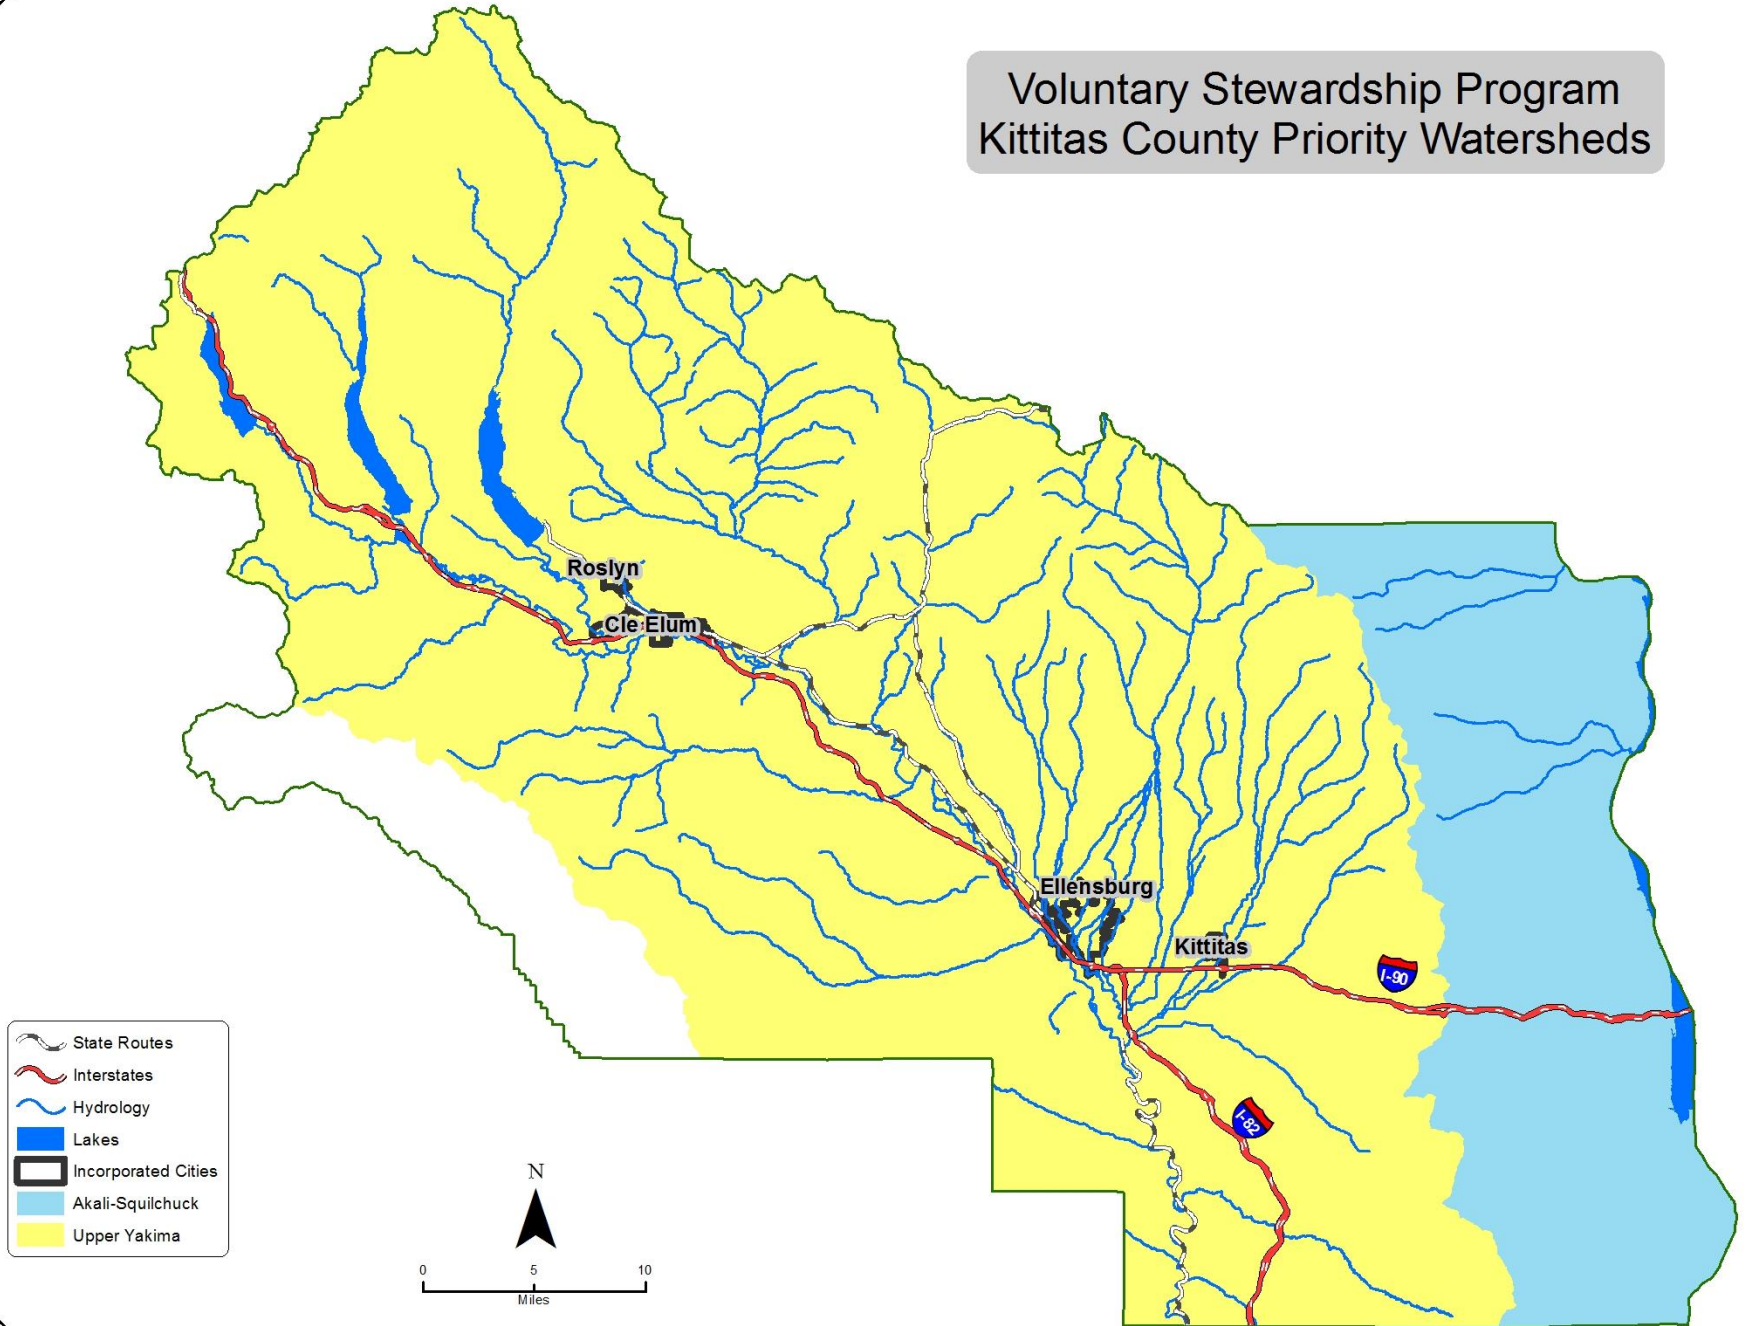 Voluntary Stewardship Program
Kittitas County Priority Watersheds
Roslyn
Cle Elum
Ellensburg
Kittitas
I-90
I-82
State Routes
Interstates
Hydrology
Lakes
Incorporated Cities
Akali-Squilchuck
Upper Yakima
N
0 5 10
Miles